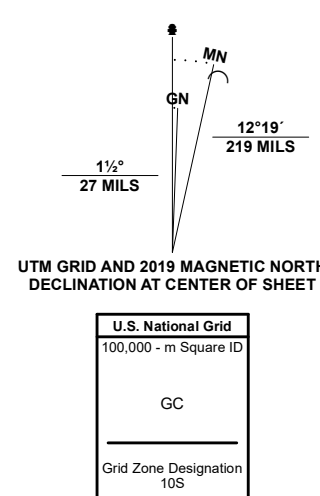 MN
GN
12°19´
219 MILS
1½°
27 MILS
UTM GRID AND 2019 MAGNETIC NORTH
DECLINATION AT CENTER OF SHEET
U.S. National Grid
100,000 - m Square ID
GC
Grid Zone Designation
10S